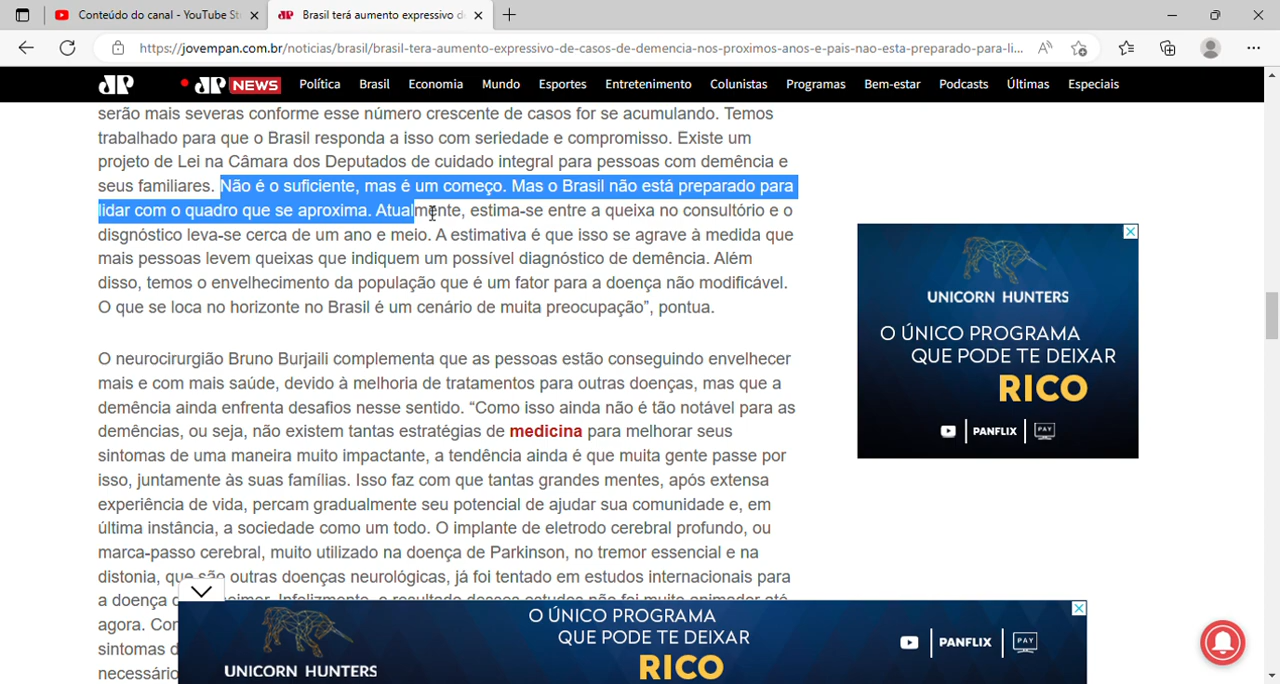 Conteúdo do canal - YouTube St
Brasil terá aumento expressivo d
https://jovempan.com.br/noticias/brasil/brasil-tera-aumento-expressivo-de-casos-de-demencia-nos-proximos-anos-e-pais-nao-esta-preparado-para-li...
JP
JP NEWS Política Brasil Economia Mundo Esportes Entretenimento Colunistas Programas Bem-estar Podcasts Últimas Especiais
serão mais severas conforme esse número crescente de casos for se acumulando. Temos
trabalhado para que o Brasil responda a isso com seriedade e compromisso. Existe um
projeto de Lei na Câmara dos Deputados de cuidado integral para pessoas com demência e
seus familiares. Não é o suficiente, mas é um começo. Mas o Brasil não está preparado para
lidar com o quadro que se aproxima. Atualmente, estima-se entre a queixa no consultório e o
disgnóstico leva-se cerca de um ano e meio. A estimativa é que isso se agrave à medida que
mais pessoas levem queixas que indiquem um possível diagnóstico de demência. Além
disso, temos o envelhecimento da população que é um fator para a doença não modificável.
O que se loca no horizonte no Brasil é um cenário de muita preocupação”, pontua.
O neurocirurgião Bruno Burjaili complementa que as pessoas estão conseguindo envelhecer
mais e com mais saúde, devido à melhoria de tratamentos para outras doenças, mas que a
demência ainda enfrenta desafios nesse sentido. “Como isso ainda não é tão notável para as
demências, ou seja, não existem tantas estratégias de medicina para melhorar seus
sintomas de uma maneira muito impactante, a tendência ainda é que muita gente passe por
isso, juntamente às suas famílias. Isso faz com que tantas grandes mentes, após extensa
experiência de vida, percam gradualmente seu potencial de ajudar sua comunidade e, em
última instância, a sociedade como um todo. O implante de eletrodo cerebral profundo, ou
marca-passo cerebral, muito utilizado na doença de Parkinson, no tremor essencial e na
distonia, que são outras doenças neurológicas, já foi tentado em estudos internacionais para
a doença
agora. Cor
sintomas d
necessário
UNICORN HUNTERS
O ÚNICO PROGRAMA
QUE PODE TE DEIXAR
RICO
PANFLIX
PAY
O ÚNICO PROGRAMA
QUE PODE TE DEIXAR
RICO
UNICORN HUNTERS
PANFLIX
PAY